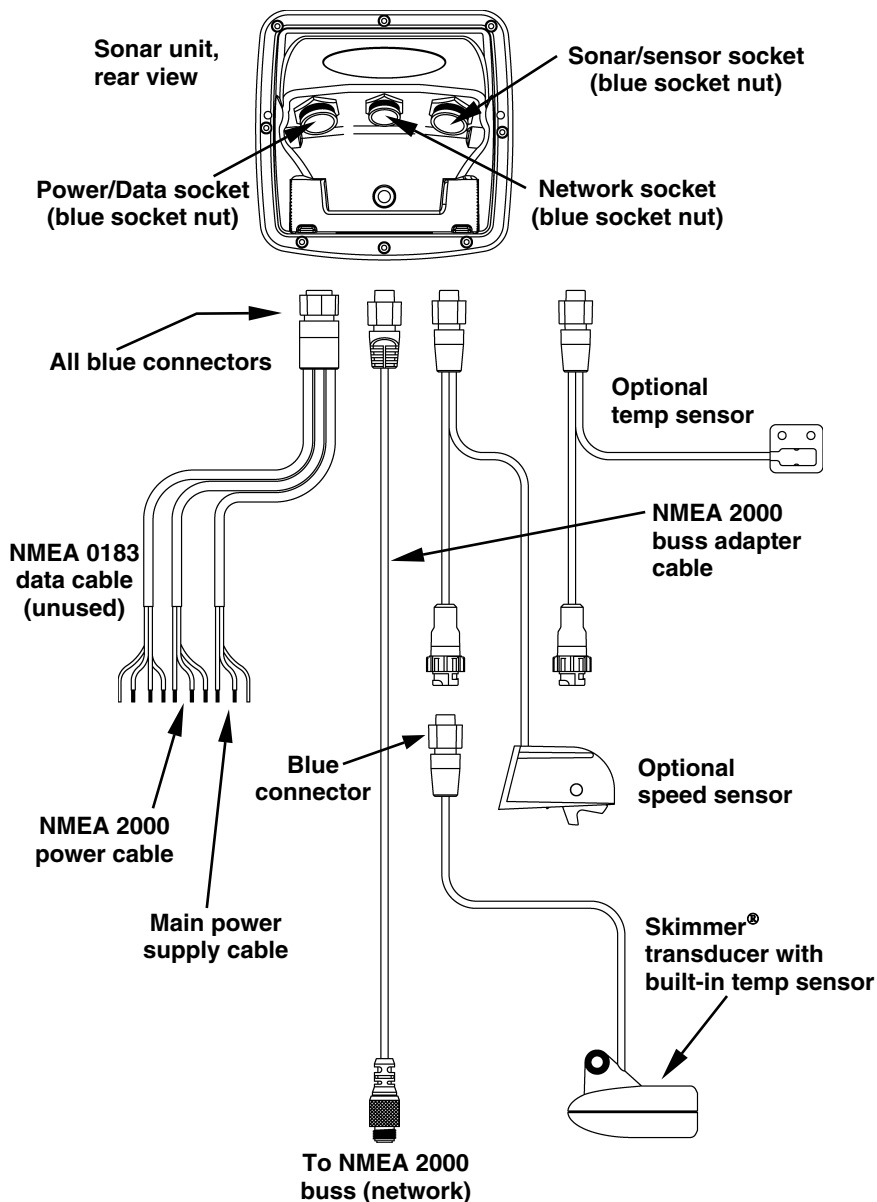 Sonar unit,
rear view
Sonar/sensor socket
(blue socket nut)
Power/Data socket
(blue socket nut)
Network socket
(blue socket nut)
All blue connectors
Optional
temp sensor
NMEA 0183
data cable
(unused)
NMEA 2000
buss adapter
cable
Blue
connector
Optional
speed sensor
NMEA 2000
power cable
Main power
supply cable
Skimmer®
transducer with
built-in temp sensor
To NMEA 2000
buss (network)